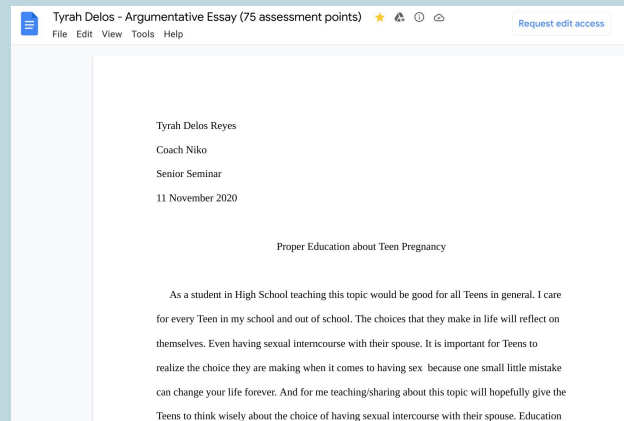 Tyrah Delos - Argumentative Essay (75 assessment points)
File Edit View Tools Help
Request edit access
Tyrah Delos Reyes
Coach Niko
Senior Seminar
11 November 2020
Proper Education about Teen Pregnancy
As a student in High School teaching this topic would be good for all Teens in general. I care
for every Teen in my school and out of school. The choices that they make in life will reflect on
themselves. Even having sexual interncourse with their spouse. It is important for Teens to
realize the choice they are making when it comes to having sex because one small little mistake
can change your life forever. And for me teaching/sharing about this topic will hopefully give the
Teens to think wisely about the choice of having sexual intercourse with their spouse. Education